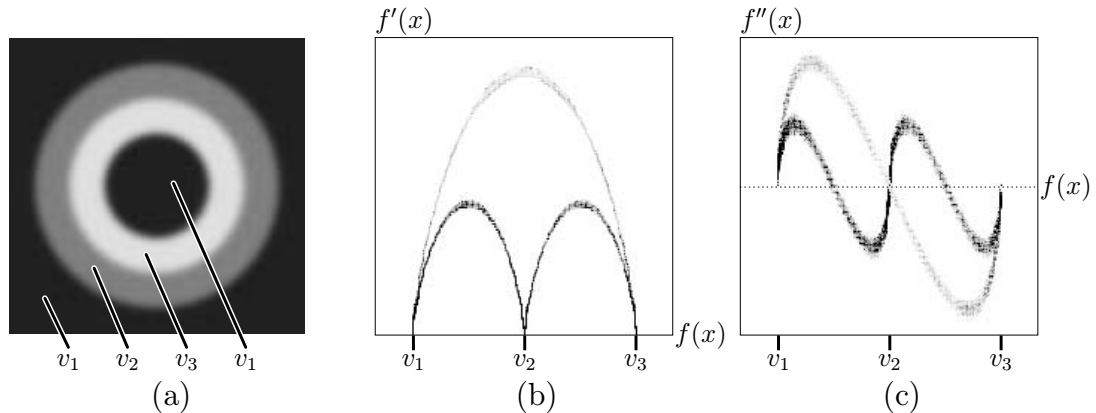 f′(x)
f″(x)
f(x)
f(x)
v₁ v₂ v₃ v₁
v₁ v₂ v₃
v₁ v₂ v₃
(a)
(b)
(c)